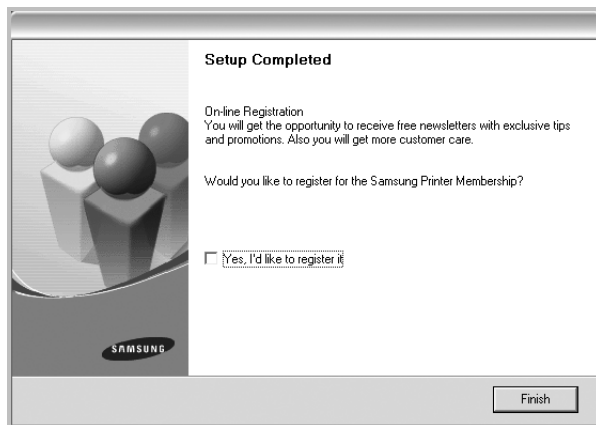 Setup Completed
On-line Registration
You will get the opportunity to receive free newsletters with exclusive tips
and promotions. Also you will get more customer care.
Would you like to register for the Samsung Printer Membership?
Yes, I'd like to register it
SAMSUNG
Finish